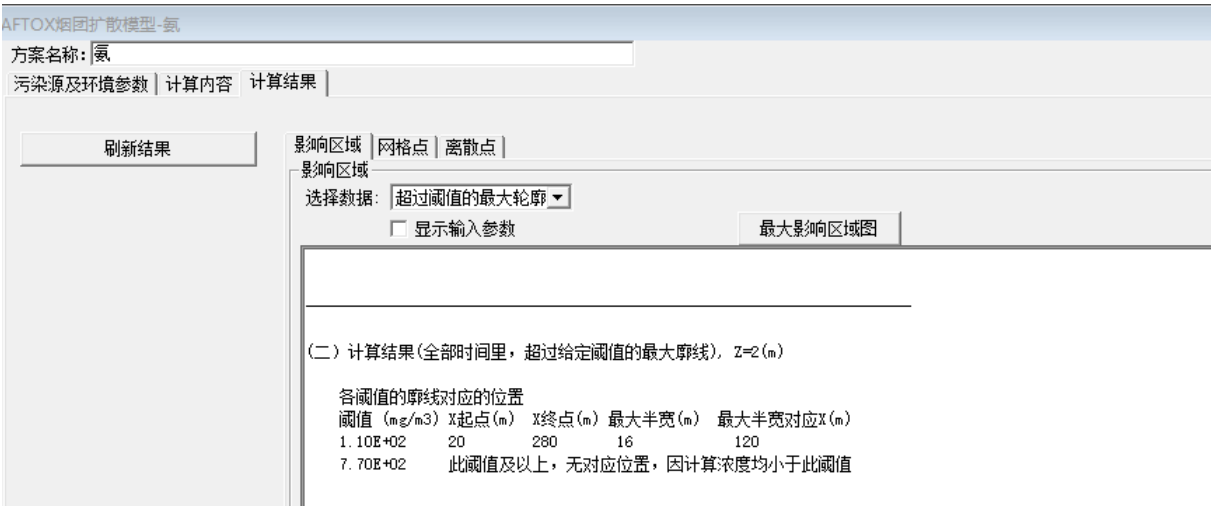 AFTOX烟团扩散模型-氨
方案名称: 氨
污染源及环境参数 计算内容 计算结果
刷新结果
影响区域 网格点 离散点
影响区域
选择数据: 超过阈值的最大轮廓
显示输入参数 最大影响区域图
(二) 计算结果(全部时间里，超过给定阈值的最大廓线), Z=2(m)
各阈值的廓线对应的位置
阈值 (mg/m3) X起点(m) X终点(m) 最大半宽(m) 最大半宽对应X(m)
1.10E+02 20 280 16 120
7.70E+02 此阈值及以上，无对应位置，因计算浓度均小于此阈值